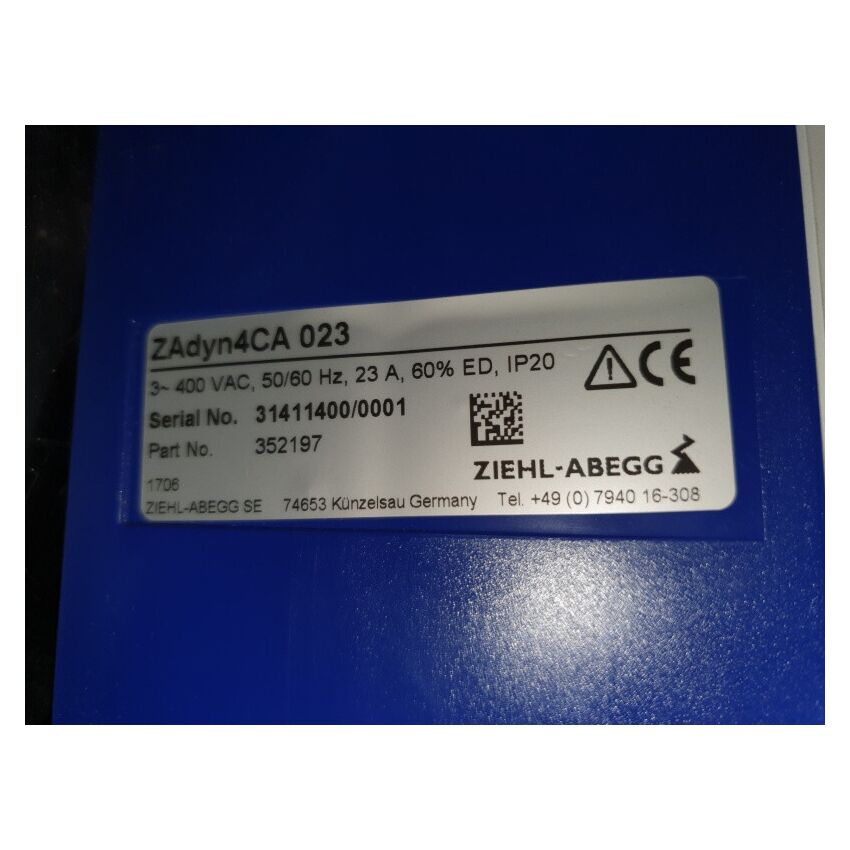 ZAdyn4CA 023
3~ 400 VAC, 50/60 Hz, 23 A, 60% ED, IP20
CE
Serial No. 31411400/0001
Part No. 352197
ZIEHL-ABEGG
1706
ZIEHL-ABEGG SE 74653 Künzelsau Germany Tel. +49 (0) 7940 16-308